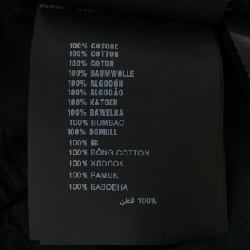 100% COTONE
100% COTTON
100% COTON
100% BAUMWOLLE
100% ALGODÓN
100% ALGODÃO
100% KATOEN
100% BAWEŁNA
100% BUMBAC
100% BOMULL
100% 綿
100% BÔNG COTTON
100% ХЛОПОК
100% PAMUK
100% БАВОВНА
100% قطن